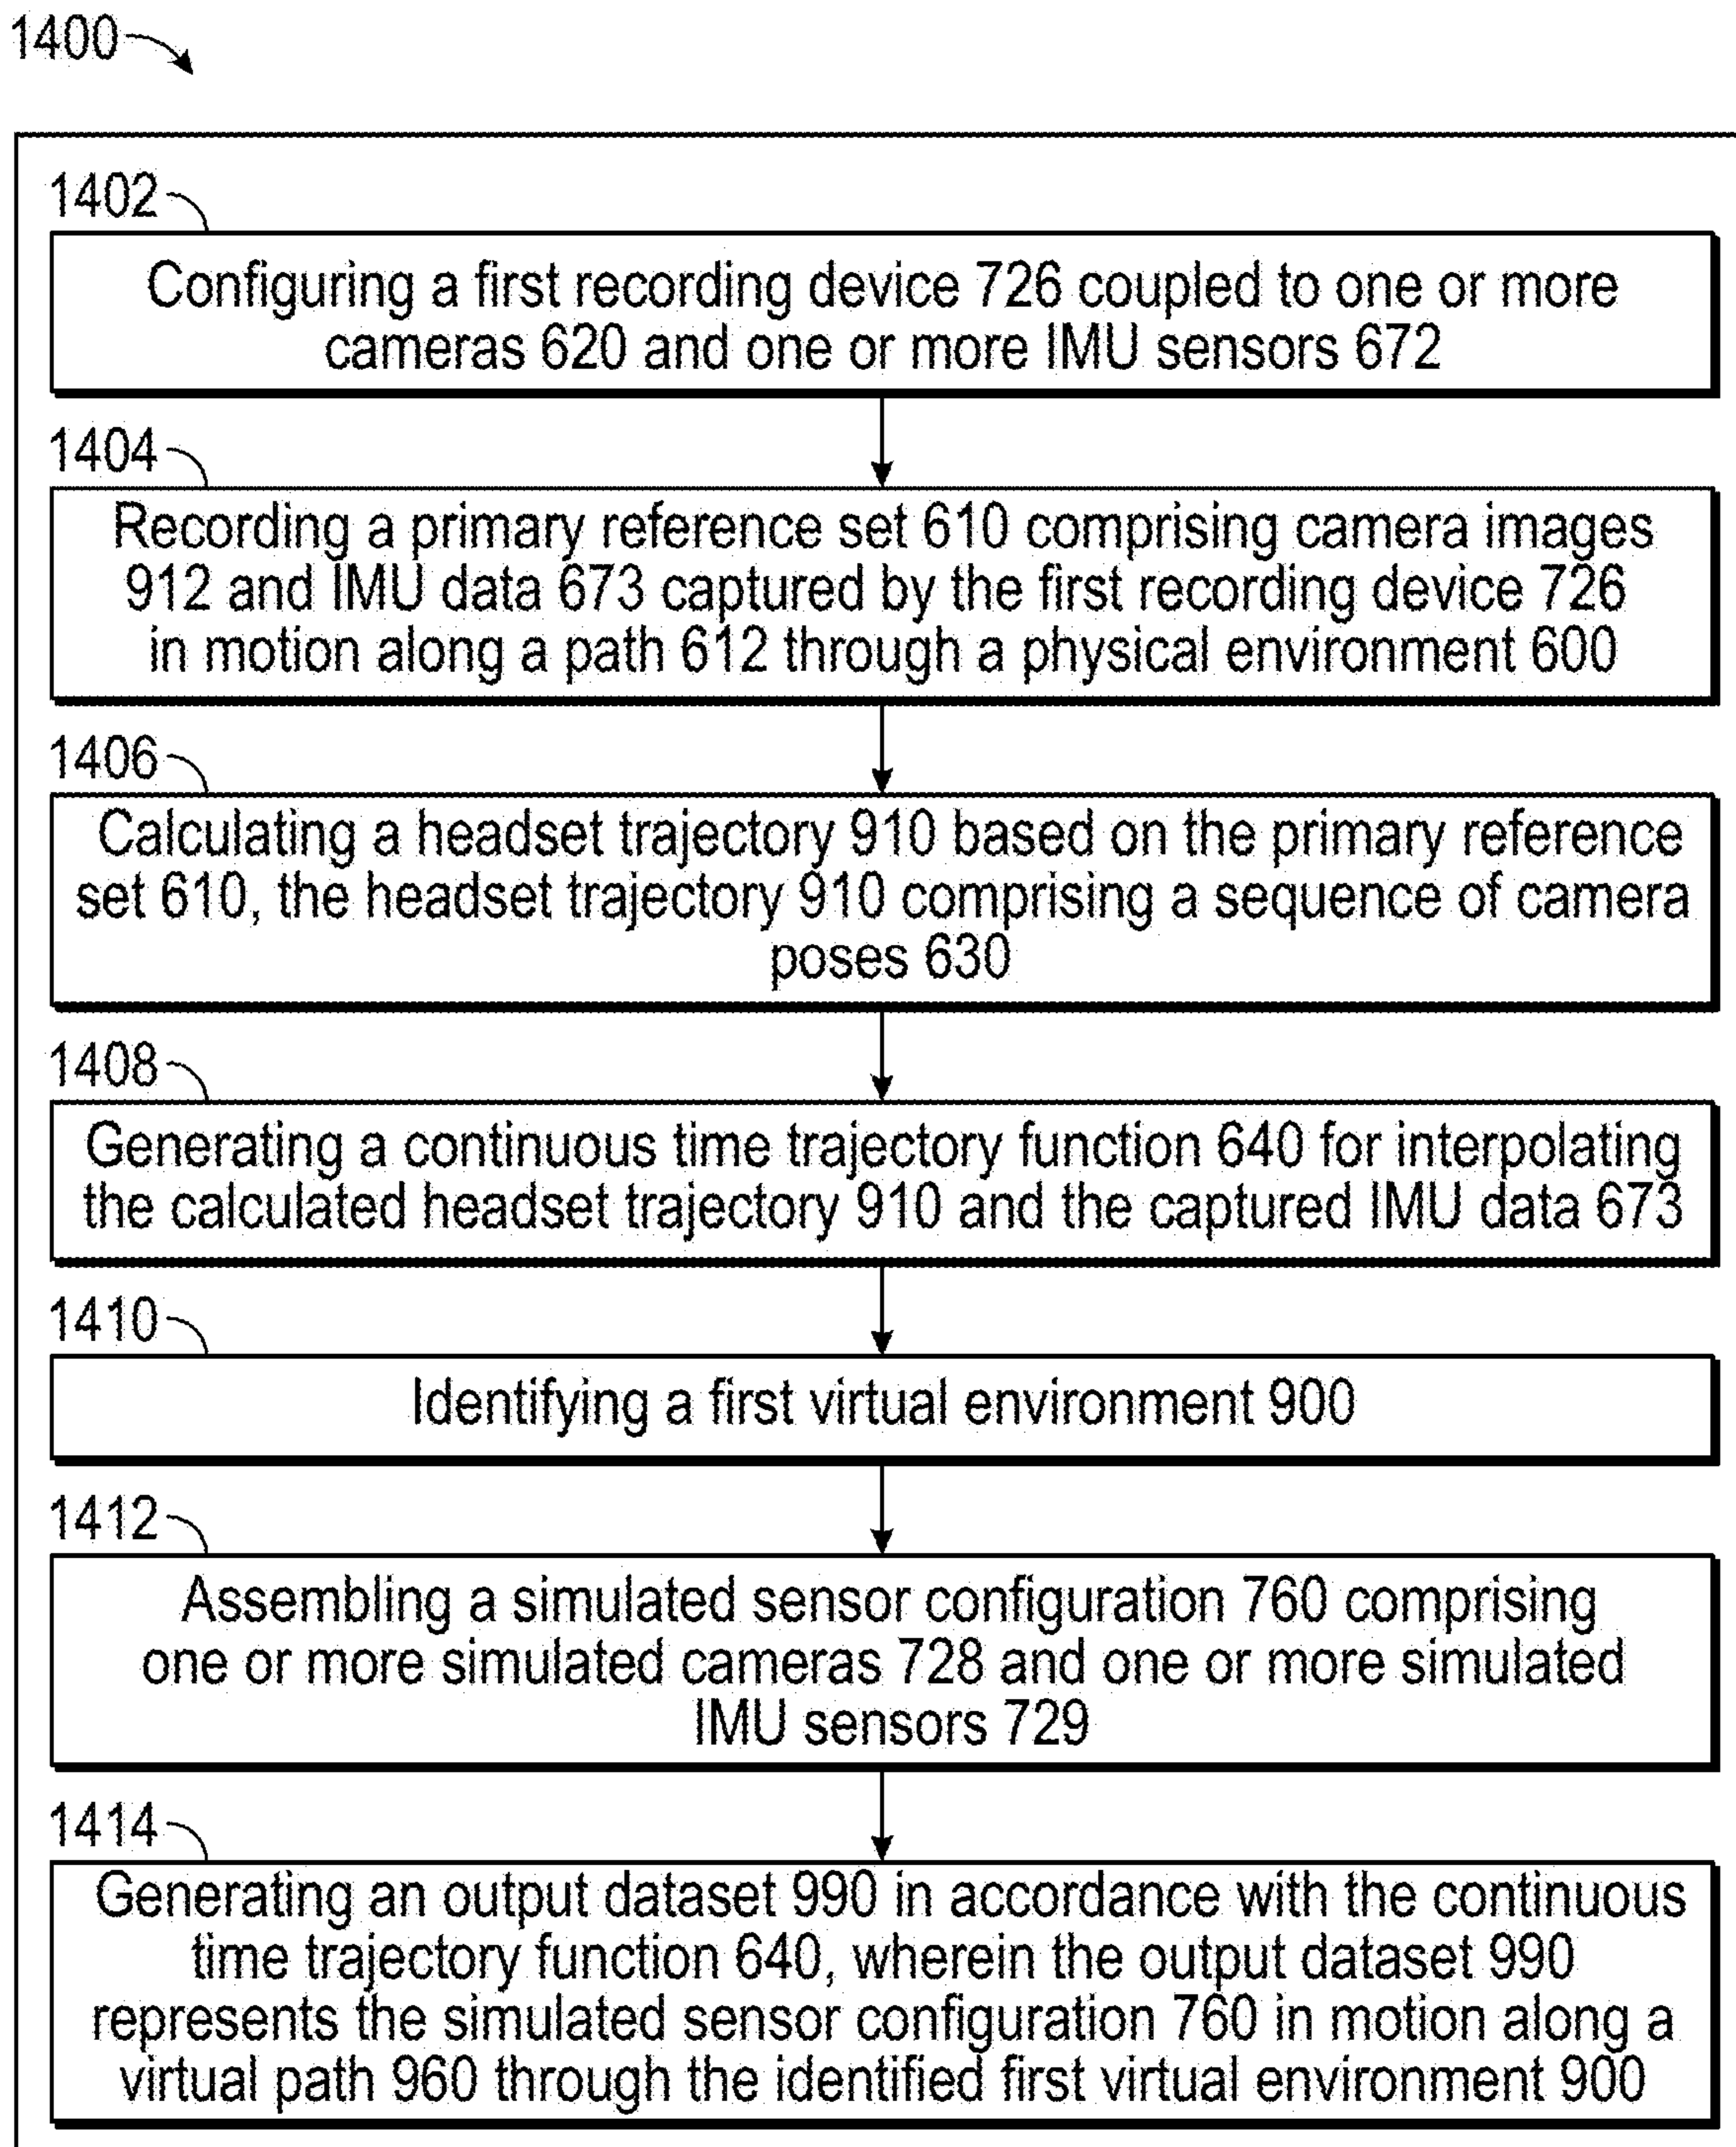 1400
1402
Configuring a first recording device 726 coupled to one or more
cameras 620 and one or more IMU sensors 672
1404
Recording a primary reference set 610 comprising camera images
912 and IMU data 673 captured by the first recording device 726
in motion along a path 612 through a physical environment 600
1406
Calculating a headset trajectory 910 based on the primary reference
set 610, the headset trajectory 910 comprising a sequence of camera
poses 630
1408
Generating a continuous time trajectory function 640 for interpolating
the calculated headset trajectory 910 and the captured IMU data 673
1410
Identifying a first virtual environment 900
1412
Assembling a simulated sensor configuration 760 comprising
one or more simulated cameras 728 and one or more simulated
IMU sensors 729
1414
Generating an output dataset 990 in accordance with the continuous
time trajectory function 640, wherein the output dataset 990
represents the simulated sensor configuration 760 in motion along a
virtual path 960 through the identified first virtual environment 900